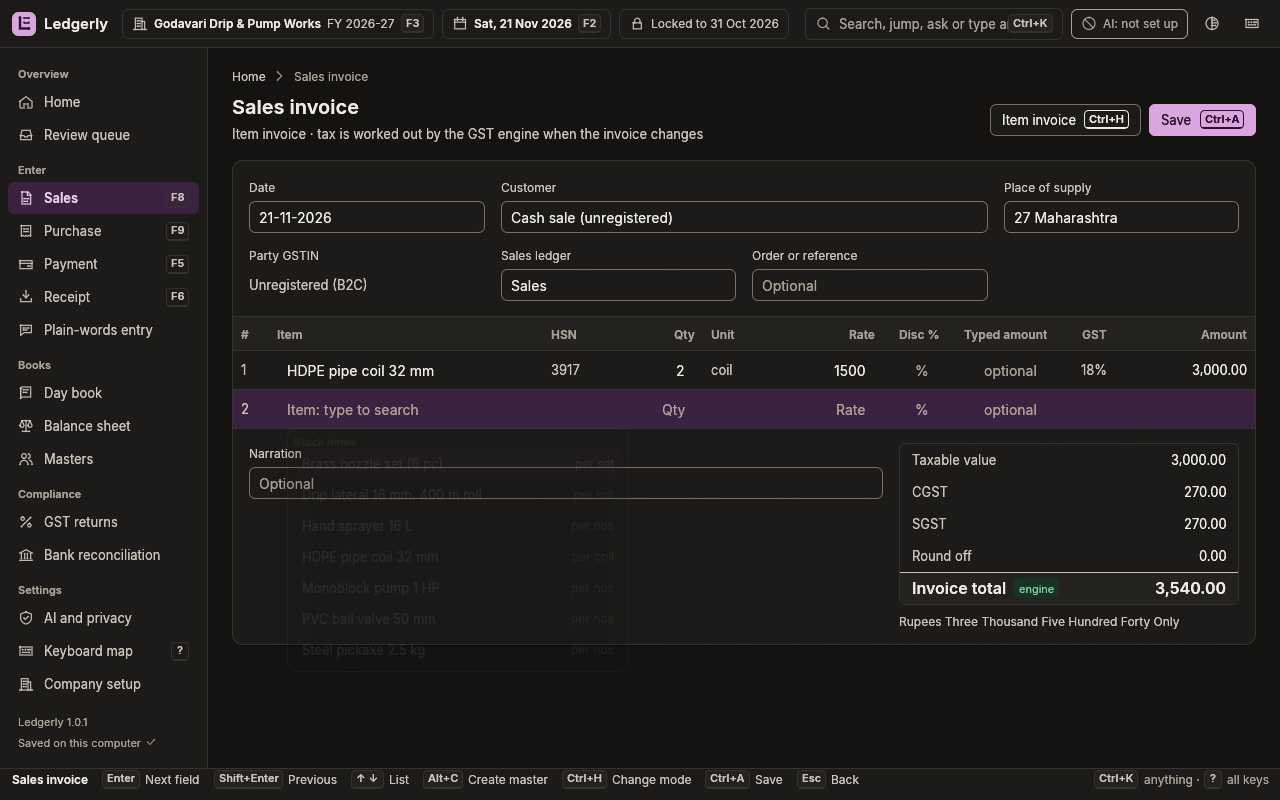 Ledgerly
Godavari Drip & Pump Works FY 2026-27 F3
Sat, 21 Nov 2026 F2
Locked to 31 Oct 2026
Search, jump, ask or type a Ctrl+K
AI: not set up
Overview
Home
Review queue
Enter
Sales F8
Purchase F9
Payment F5
Receipt F6
Plain-words entry
Books
Day book
Balance sheet
Masters
Compliance
GST returns
Bank reconciliation
Settings
AI and privacy
Keyboard map ?
Company setup
Ledgerly 1.0.1
Saved on this computer
Home Sales invoice
Sales invoice
Item invoice · tax is worked out by the GST engine when the invoice changes
Item invoice Ctrl+H
Save Ctrl+A
Date Customer Place of supply
21-11-2026 Cash sale (unregistered) 27 Maharashtra
Party GSTIN Sales ledger Order or reference
Unregistered (B2C) Sales Optional
# Item HSN Qty Unit Rate Disc % Typed amount GST Amount
1 HDPE pipe coil 32 mm 3917 2 coil 1500 % optional 18% 3,000.00
2 Item: type to search Qty Rate % optional
Stock items
Narration
Brass nozzle set (6 pc) per set
Optional
Drip lateral 16 mm, 400 m roll per roll
Hand sprayer 16 L per nos
HDPE pipe coil 32 mm per coil
Monoblock pump 1 HP per nos
PVC ball valve 50 mm per nos
Steel pickaxe 2.5 kg per nos
Taxable value 3,000.00
CGST 270.00
SGST 270.00
Round off 0.00
Invoice total engine 3,540.00
Rupees Three Thousand Five Hundred Forty Only
Sales invoice Enter Next field Shift+Enter Previous ↑ ↓ List Alt+C Create master Ctrl+H Change mode Ctrl+A Save Esc Back Ctrl+K anything · ? all keys